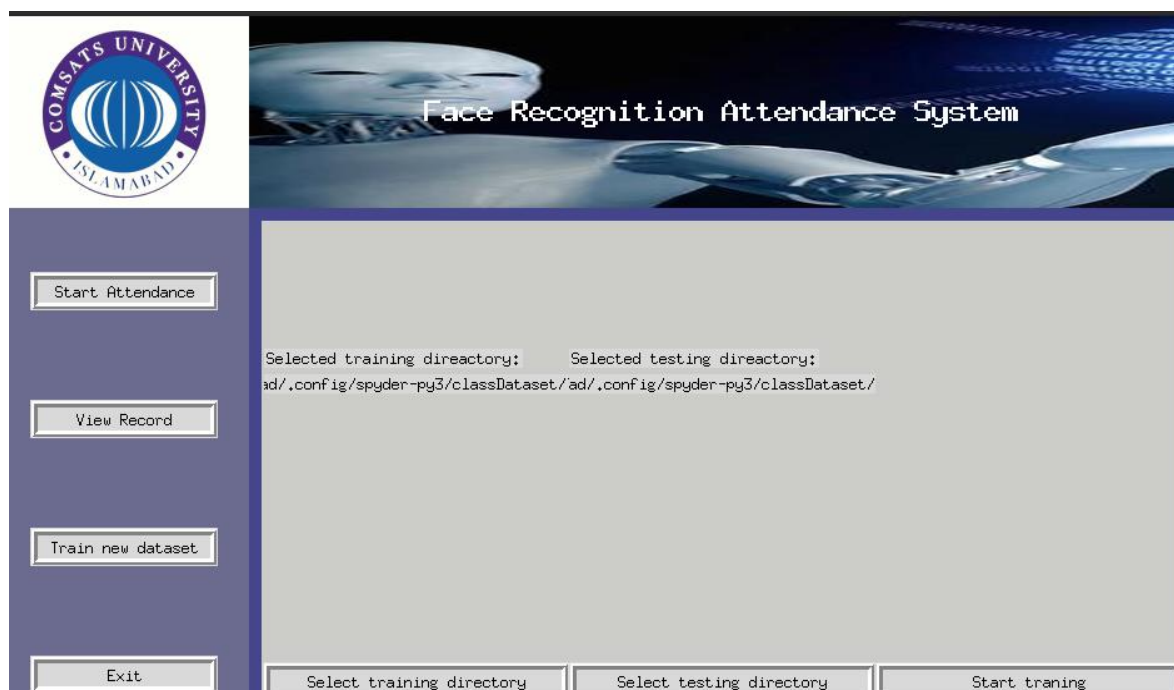 COMSATS UNIVERSITY
ISLAMABAD
Face Recognition Attendance System
Start Attendance
Selected training direactory:
Selected testing direactory:
ad/.config/spyder-py3/classDataset/
ad/.config/spyder-py3/classDataset/
View Record
Train new dataset
Exit
Select training directory
Select testing directory
Start traning